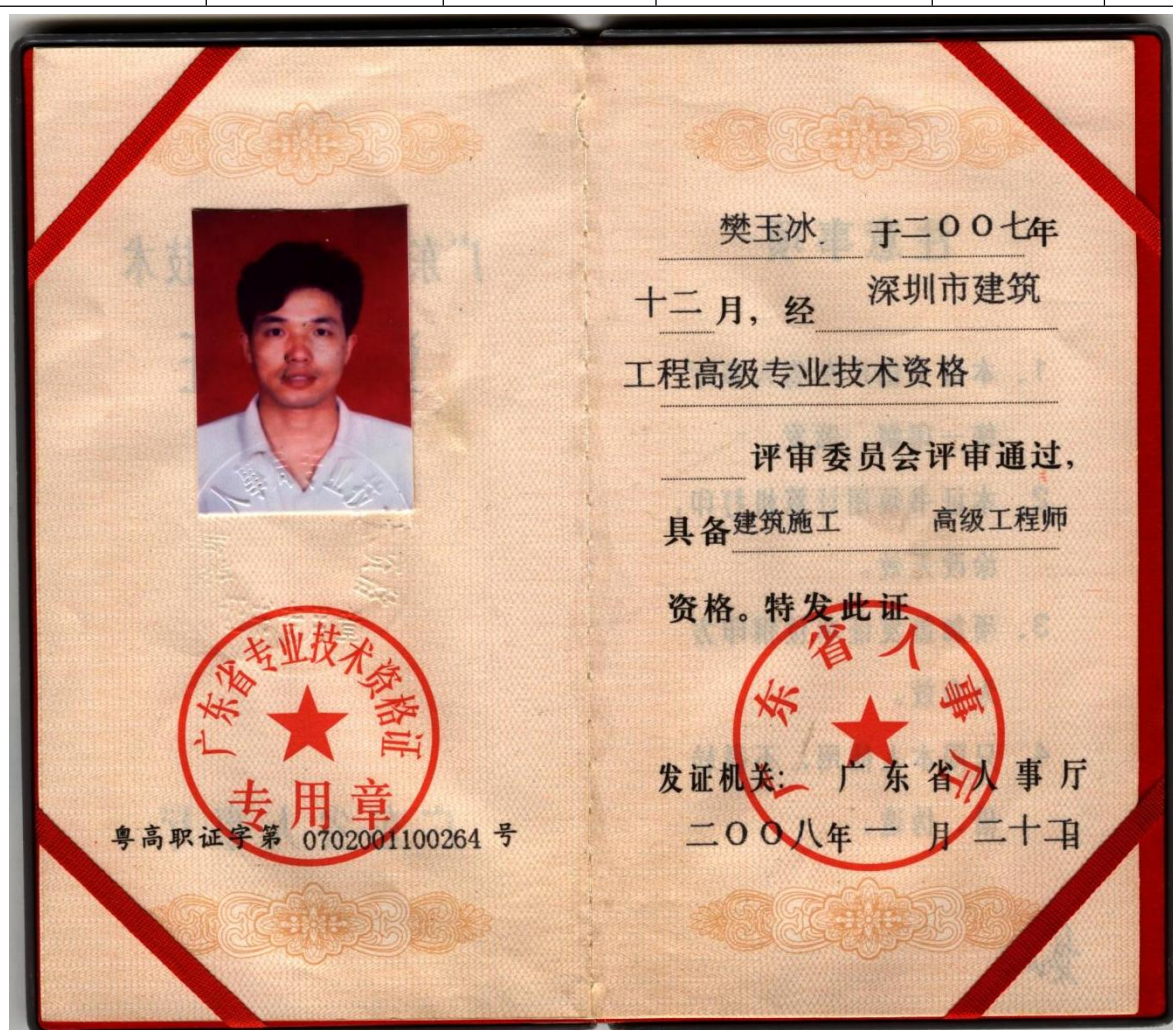 广东省专业技术资格证
专用章
粤高职证字第 0702001100264 号
樊玉冰 于二〇〇七年
十二月，经 深圳市建筑
工程高级专业技术资格
评审委员会评审通过，
具备建筑施工 高级工程师
资格。特发此证
广东省人事厅
发证机关： 广东省人事厅
二〇〇八年一月二十二日